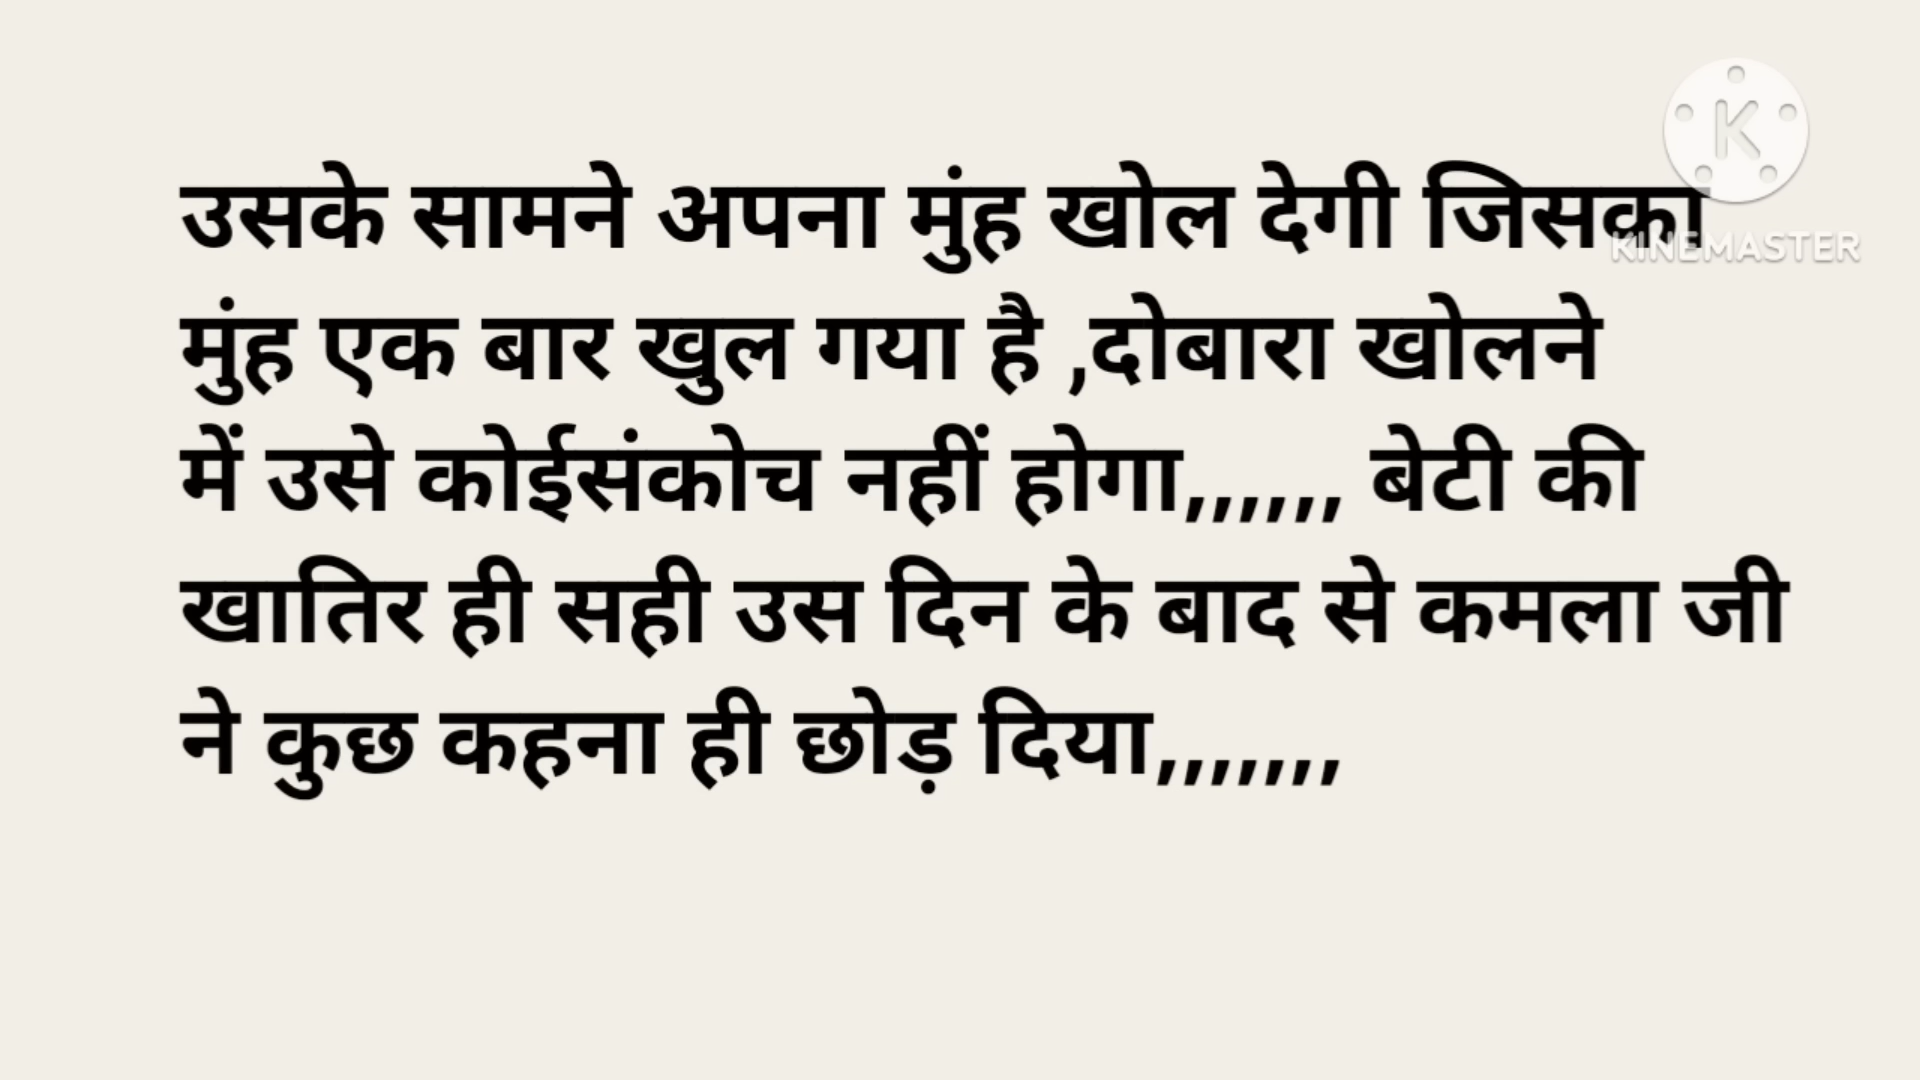 उसके सामने अपना मुंह खोल देगी जिसका
KINEMASTER
मुंह एक बार खुल गया है ,दोबारा खोलने
में उसे कोईसंकोच नहीं होगा,,,,,, बेटी की
खातिर ही सही उस दिन के बाद से कमला जी
ने कुछ कहना ही छोड़ दिया,,,,,,,